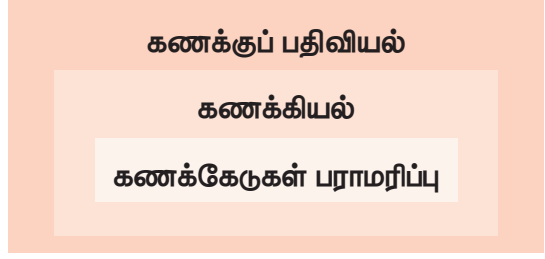 கணக்குப் பதிவியல்
கணக்கியல்
கணக்கேடுகள் பராமரிப்பு